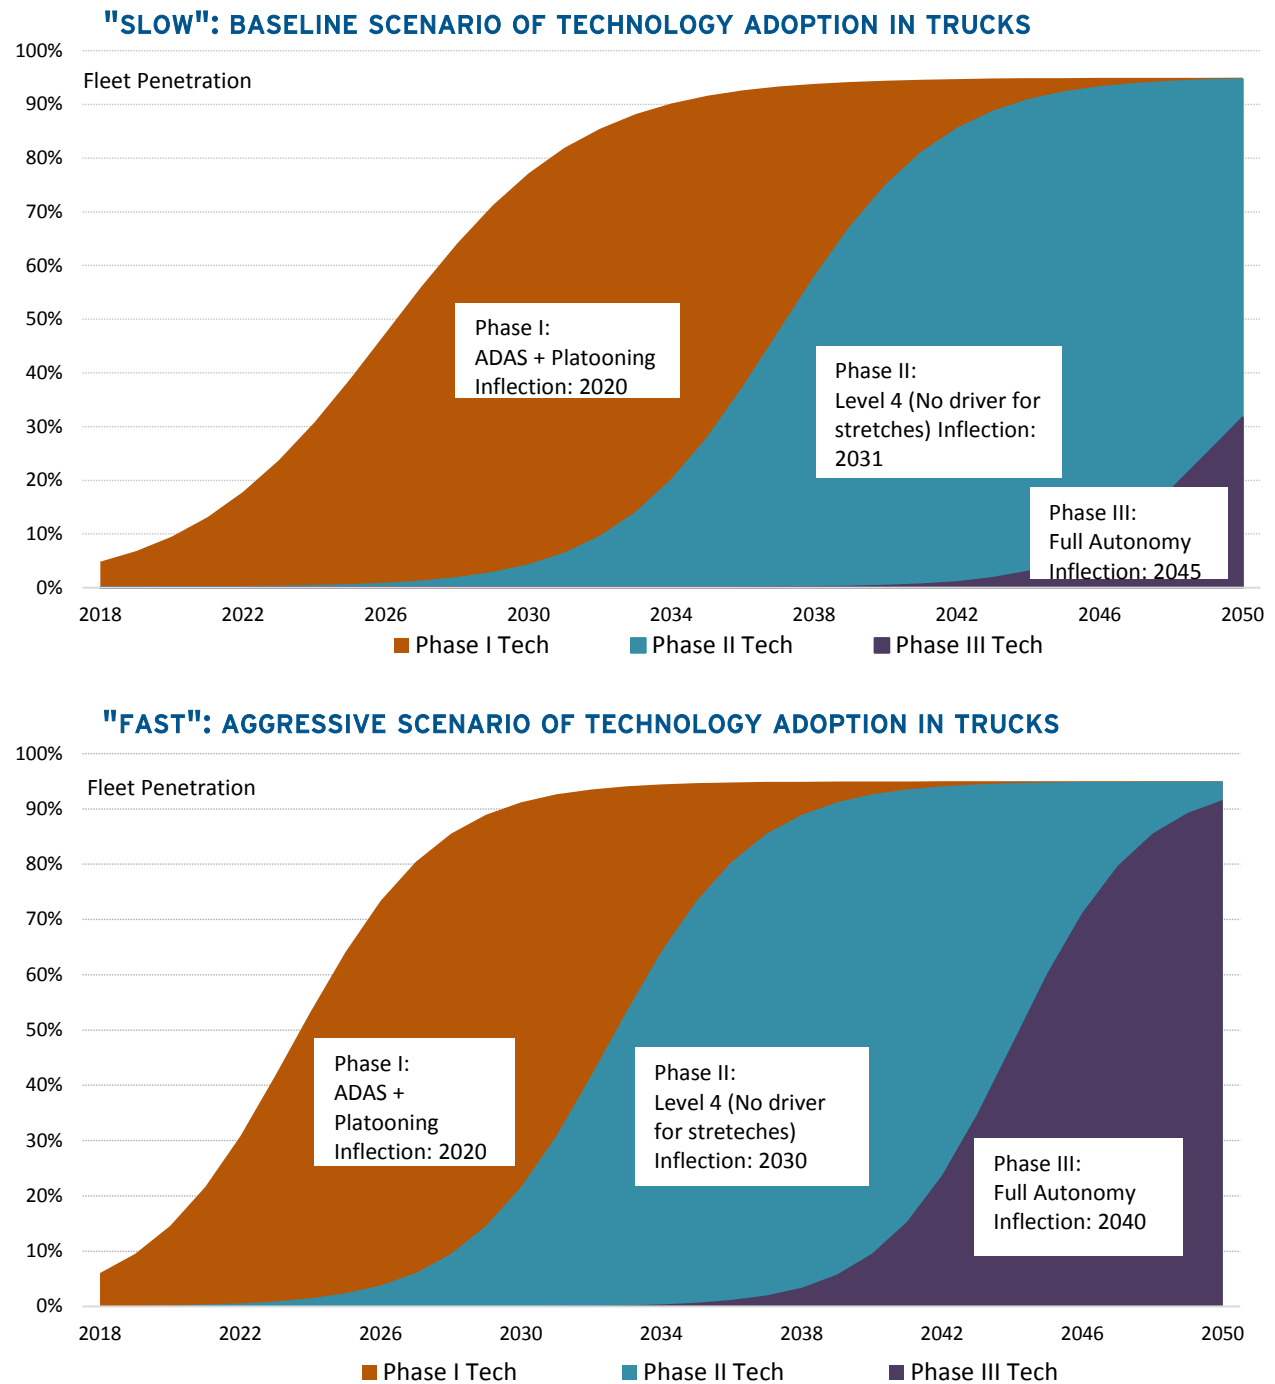 "SLOW": BASELINE SCENARIO OF TECHNOLOGY ADOPTION IN TRUCKS
100%
Fleet Penetration
90%
80%
70%
60%
50%
40%
30%
20%
10%
0%
Phase I:
ADAS + Platooning
Inflection: 2020
Phase II:
Level 4 (No driver for
stretches) Inflection:
2031
Phase III:
Full Autonomy
Inflection: 2045
2018 2022 2026 2030 2034 2038 2042 2046 2050
Phase I Tech Phase II Tech Phase III Tech
"FAST": AGGRESSIVE SCENARIO OF TECHNOLOGY ADOPTION IN TRUCKS
100%
Fleet Penetration
90%
80%
70%
60%
50%
40%
30%
20%
10%
0%
Phase I:
ADAS +
Platooning
Inflection: 2020
Phase II:
Level 4 (No driver
for streteches)
Inflection: 2030
Phase III:
Full Autonomy
Inflection: 2040
2018 2022 2026 2030 2034 2038 2042 2046 2050
Phase I Tech Phase II Tech Phase III Tech